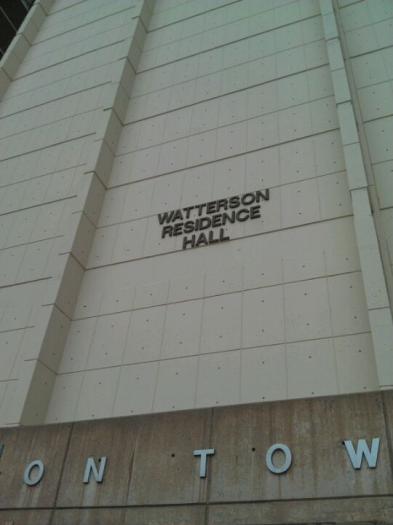 WATTERSON
RESIDENCE
HALL
ON TOW